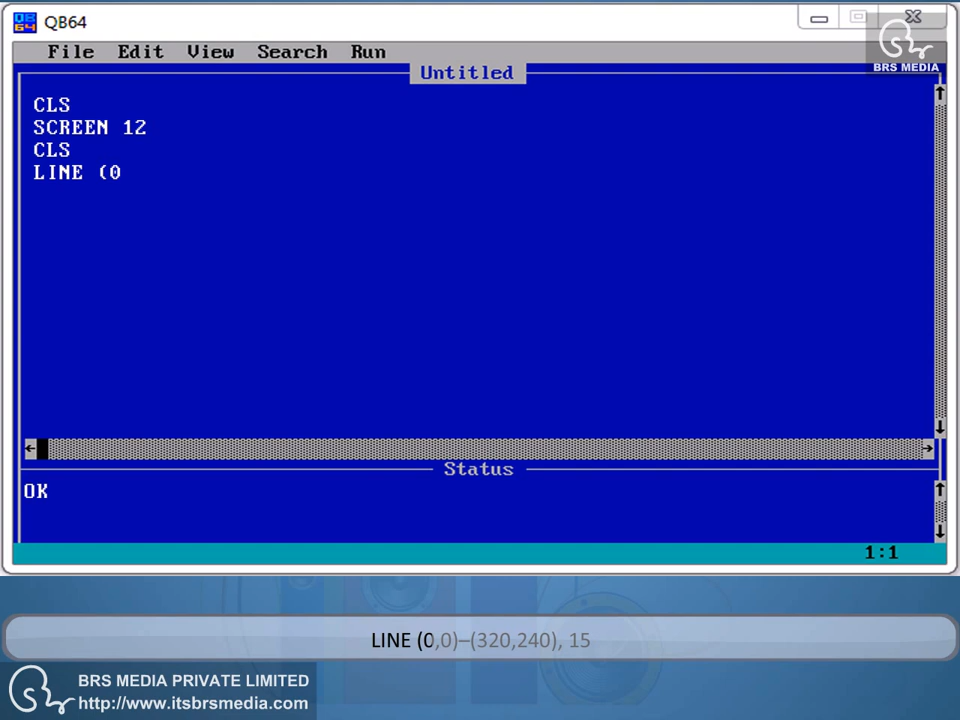 QB64
BRS MEDIA
File Edit View Search Run
Untitled
CLS
SCREEN 12
CLS
LINE (0
Status
OK
1:1
LINE (0,0)–(320,240), 15
BRS MEDIA PRIVATE LIMITED
http://www.itsbrsmedia.com